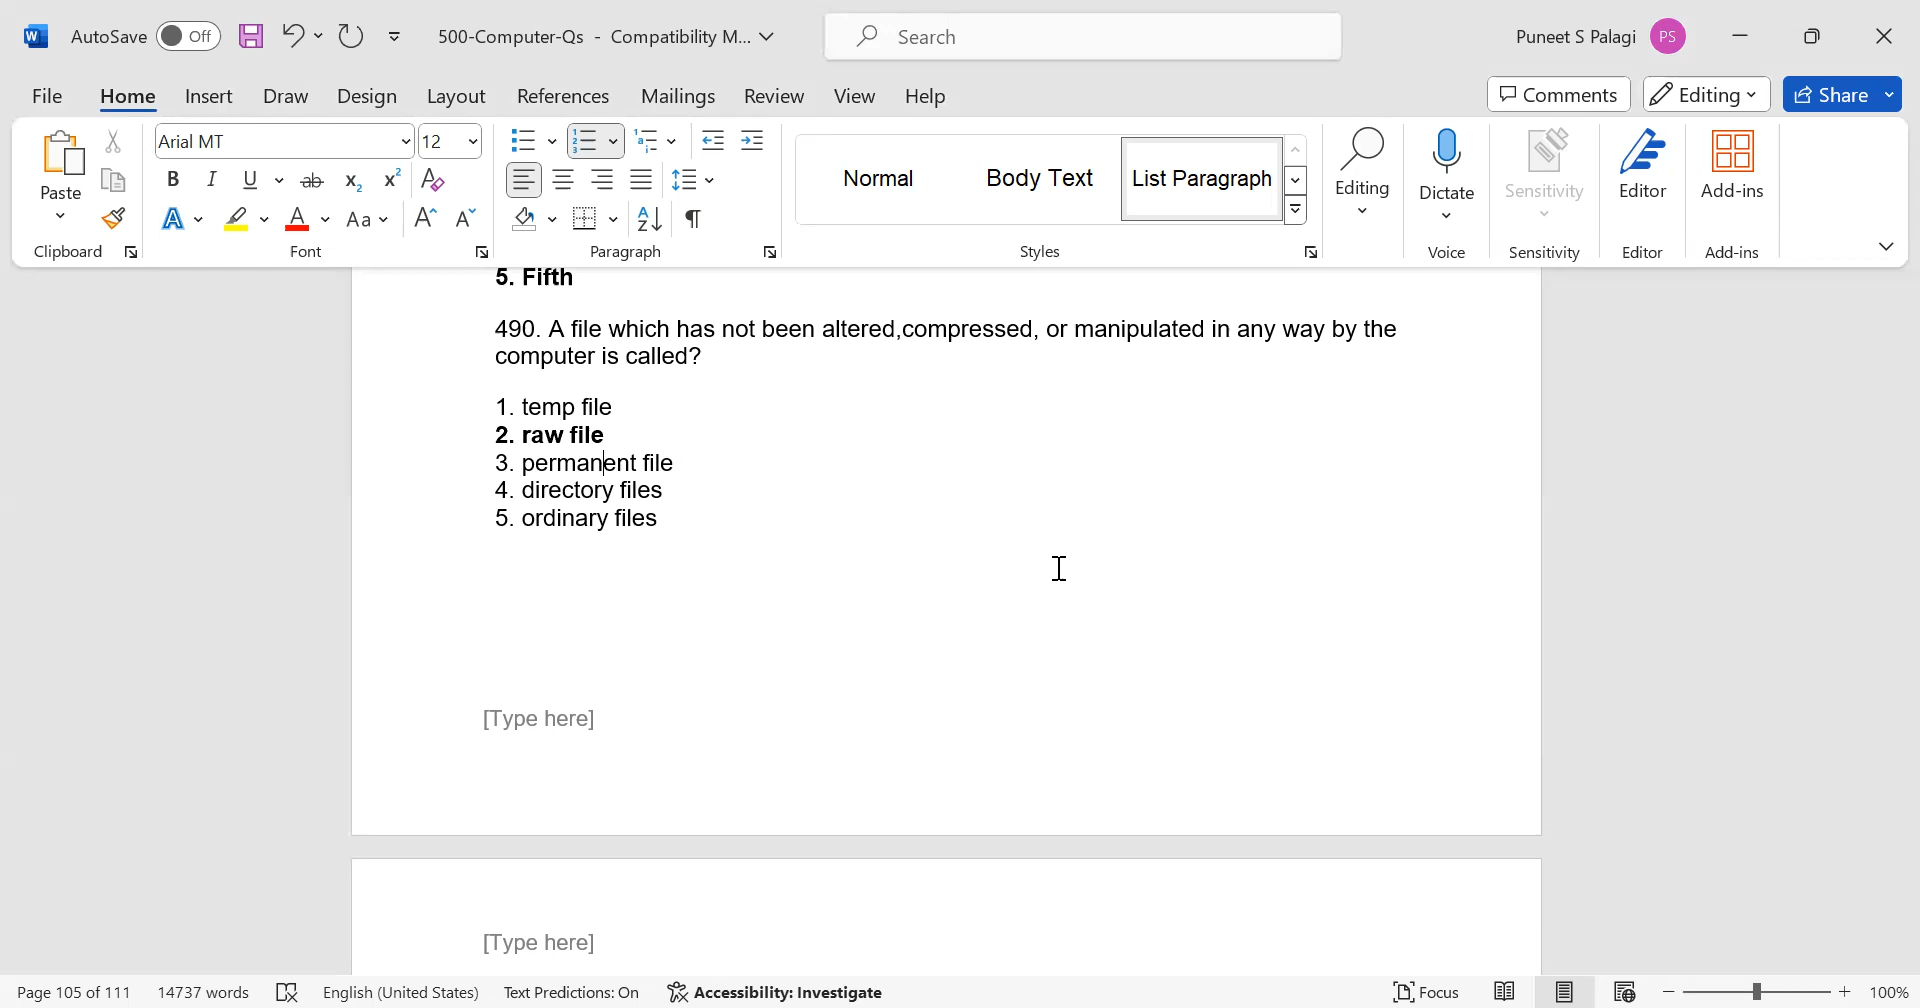 AutoSave Off 500-Computer-Qs - Compatibility M... Search Puneet S Palagi PS
File Home Insert Draw Design Layout References Mailings Review View Help Comments Editing Share
Paste
Arial MT 12
Normal Body Text List Paragraph
Editing Dictate Sensitivity Editor Add-ins
Clipboard Font Paragraph Styles Voice Sensitivity Editor Add-ins
5. Fifth
490. A file which has not been altered,compressed, or manipulated in any way by the
computer is called?
1. temp file
2. raw file
3. permanent file
4. directory files
5. ordinary files
[Type here]
[Type here]
Page 105 of 111 14737 words English (United States) Text Predictions: On Accessibility: Investigate Focus 100%